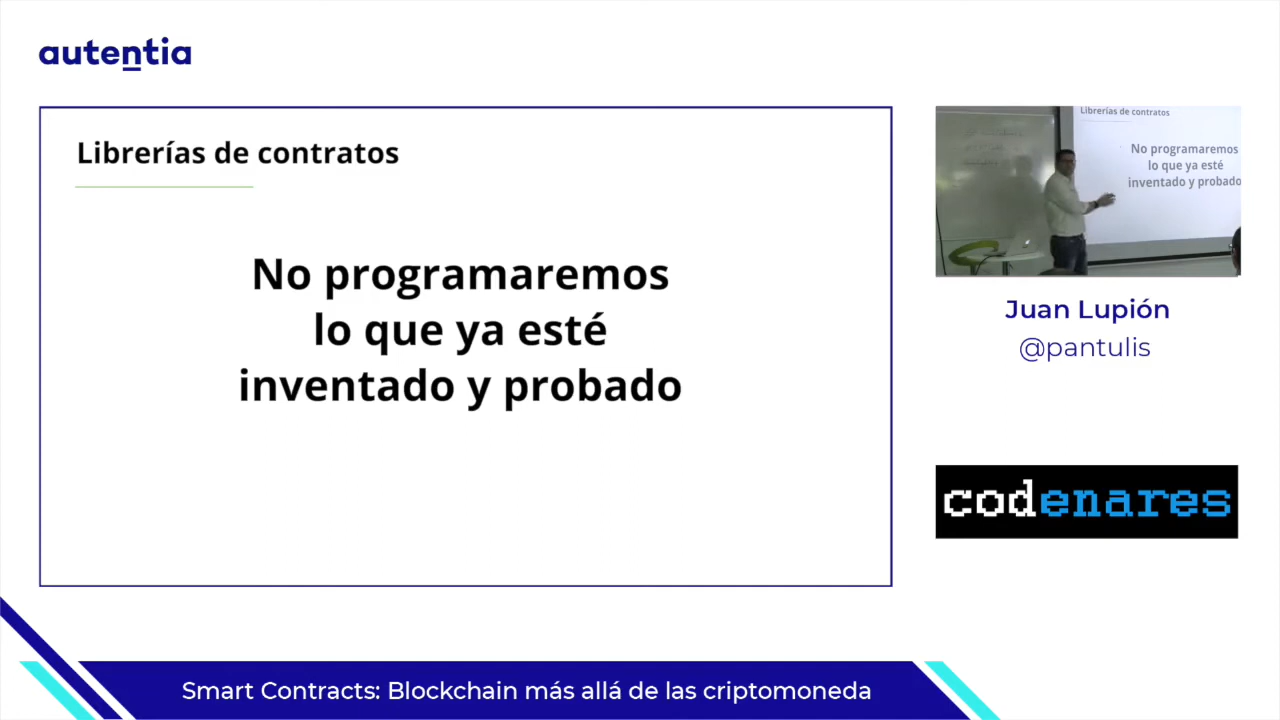 autentia
Librerías de contratos
No programaremos
lo que ya esté
inventado y probado
Librerías de contratos
No programaremos
lo que ya esté
inventado y probado
Juan Lupión
@pantulis
codenares
Smart Contracts: Blockchain más allá de las criptomoneda